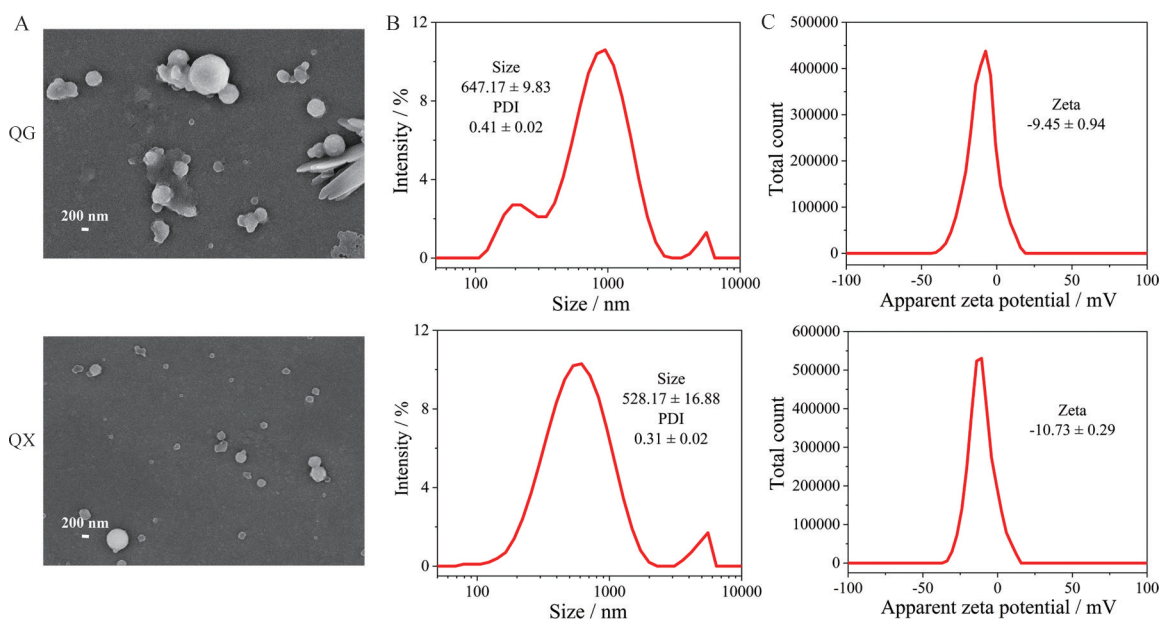 A
QG
200 nm
B
12
8
4
0
Intensity / %
Size
647.17 ± 9.83
PDI
0.41 ± 0.02
100
1000
10000
Size / nm
C
500000
400000
300000
200000
100000
0
Total count
Zeta
-9.45 ± 0.94
-100
-50
0
50
100
Apparent zeta potential / mV
QX
200 nm
12
8
4
0
Intensity / %
Size
528.17 ± 16.88
PDI
0.31 ± 0.02
100
1000
10000
Size / nm
600000
500000
400000
300000
200000
100000
0
Total count
Zeta
-10.73 ± 0.29
-100
-50
0
50
100
Apparent zeta potential / mV